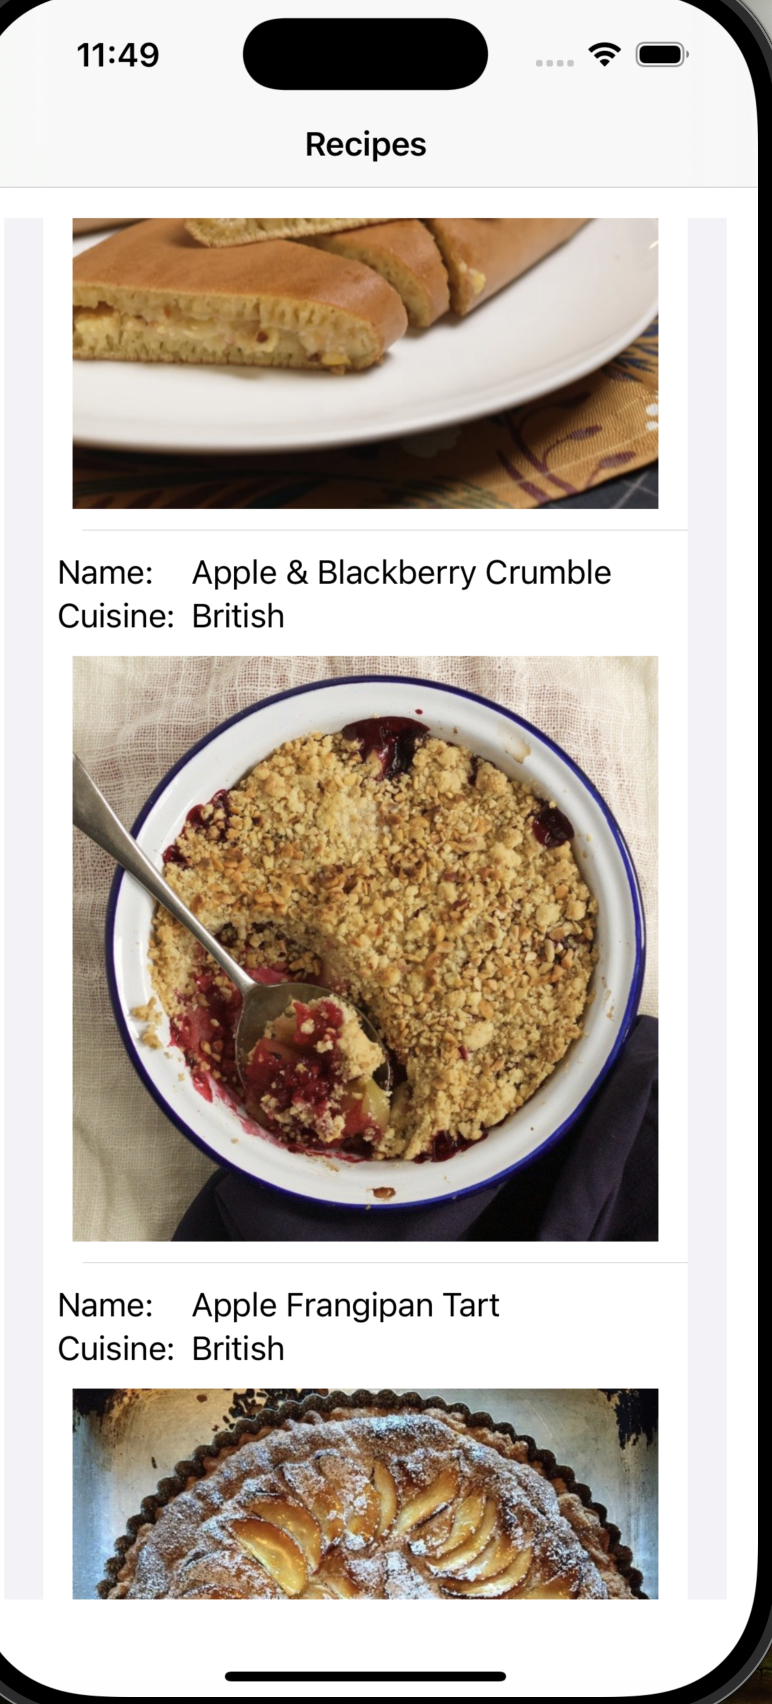 11:49
Recipes
Name: Apple & Blackberry Crumble
Cuisine: British
Name: Apple Frangipan Tart
Cuisine: British